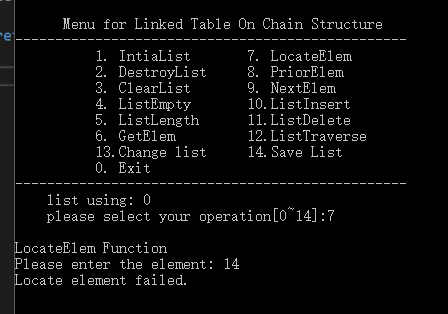 Menu for Linked Table On Chain Structure
-------------------------------------------------
1. IntiaList 7. LocateElem
2. DestroyList 8. PriorElem
3. ClearList 9. NextElem
4. ListEmpty 10.ListInsert
5. ListLength 11.ListDelete
6. GetElem 12.ListTraverse
13.Change list 14.Save List
0. Exit
-------------------------------------------------
list using: 0
please select your operation[0~14]:7
LocateElem Function
Please enter the element: 14
Locate element failed.